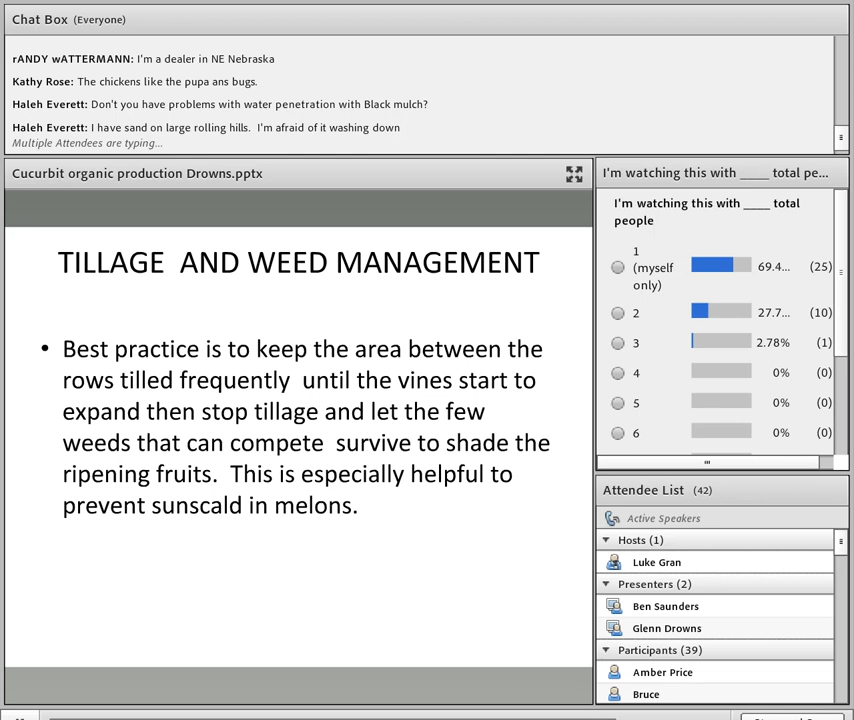 Chat Box (Everyone)
rANDY wATTERMANN: I'm a dealer in NE Nebraska
Kathy Rose: The chickens like the pupa ans bugs.
Haleh Everett: Don't you have problems with water penetration with Black mulch?
Haleh Everett: I have sand on large rolling hills. I'm afraid of it washing down
Multiple Attendees are typing...
Cucurbit organic production Drowns.pptx
TILLAGE AND WEED MANAGEMENT
• Best practice is to keep the area between the
rows tilled frequently until the vines start to
expand then stop tillage and let the few
weeds that can compete survive to shade the
ripening fruits. This is especially helpful to
prevent sunscald in melons.
I'm watching this with ____ total pe...
I'm watching this with ____ total
people
1
(myself
only)
69.4... (25)
2 27.7... (10)
3 2.78% (1)
4 0% (0)
5 0% (0)
6 0% (0)
Attendee List (42)
Active Speakers
Hosts (1)
Luke Gran
Presenters (2)
Ben Saunders
Glenn Drowns
Participants (39)
Amber Price
Bruce